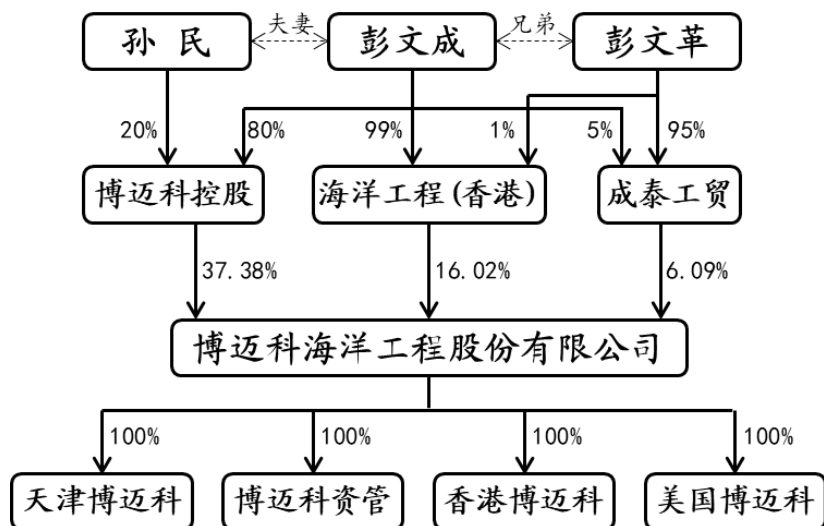 孙 民
夫妻
彭文成
兄弟
彭文革
20%
80%
99%
1%
5%
95%
博迈科控股
海洋工程(香港)
成泰工贸
37.38%
16.02%
6.09%
博迈科海洋工程股份有限公司
100%
100%
100%
100%
天津博迈科
博迈科资管
香港博迈科
美国博迈科